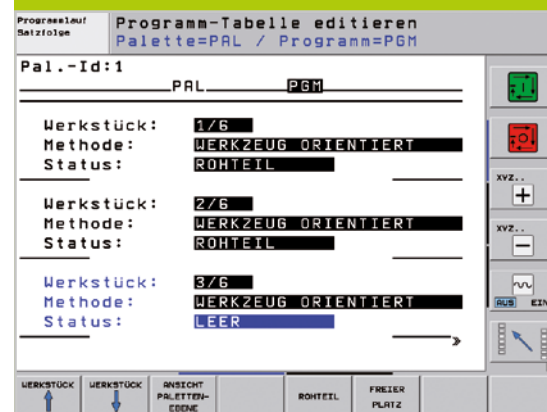 Programmlauf
Satzfolge
Programm-Tabelle editieren
Palette=PAL / Programm=PGM
Pal.-Id:1
PAL PGM
Werkstück: 1/6
Methode: WERKZEUG ORIENTIERT
Status: ROHTEIL
Werkstück: 2/6
Methode: WERKZEUG ORIENTIERT
Status: ROHTEIL
Werkstück: 3/6
Methode: WERKZEUG ORIENTIERT
Status: LEER
»
I
O
XYZ..
+
XYZ..
−
AUS EIN
WERKSTÜCK
WERKSTÜCK
ANSICHT
PALETTEN-
EBENE
ROHTEIL
FREIER
PLATZ